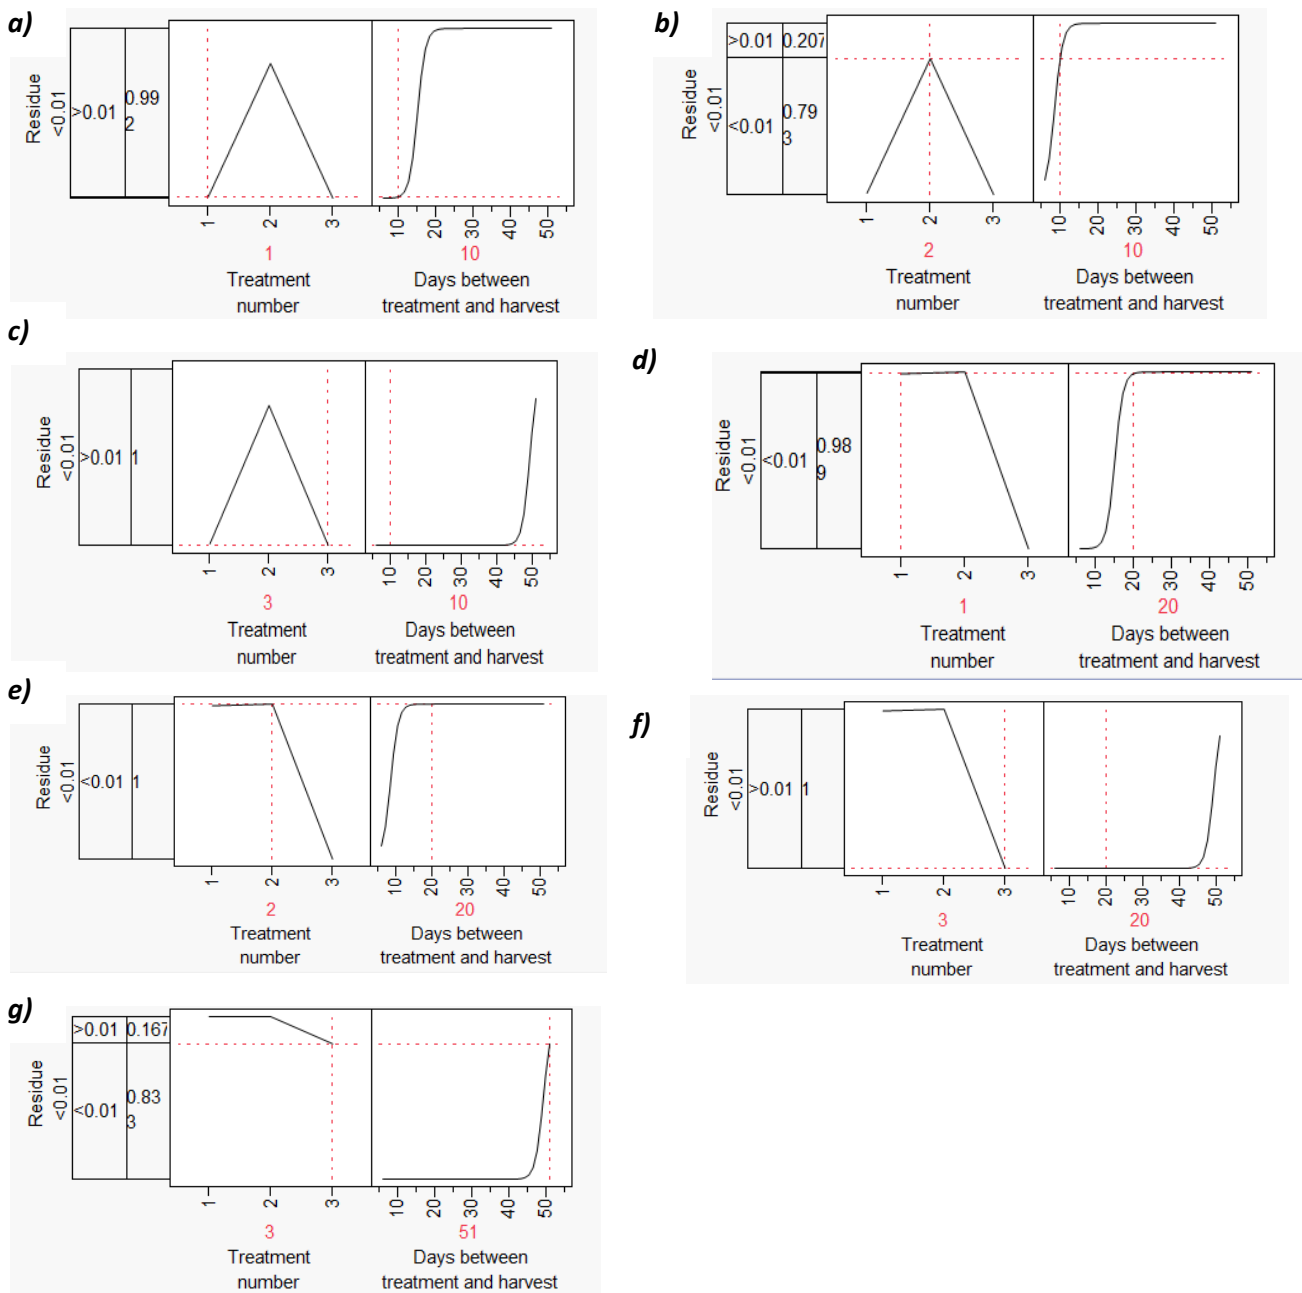 a)
Residue
<0.01
>0.01
0.99
2
1
2
3
10
20
30
40
50
1
10
Treatment
number
Days between
treatment and harvest
b)
Residue
<0.01
>0.01
0.207
<0.01
0.79
3
1
2
3
10
20
30
40
50
2
10
Treatment
number
Days between
treatment and harvest
c)
Residue
<0.01
>0.01
1
1
2
3
10
20
30
40
50
3
10
Treatment
number
Days between
treatment and harvest
d)
Residue
<0.01
<0.01
0.98
9
1
2
3
10
20
30
40
50
1
20
Treatment
number
Days between
treatment and harvest
e)
Residue
<0.01
<0.01
1
1
2
3
10
20
30
40
50
2
20
Treatment
number
Days between
treatment and harvest
f)
Residue
<0.01
>0.01
1
1
2
3
10
20
30
40
50
3
20
Treatment
number
Days between
treatment and harvest
g)
Residue
<0.01
>0.01
0.167
<0.01
0.83
3
1
2
3
10
20
30
40
50
3
51
Treatment
number
Days between
treatment and harvest